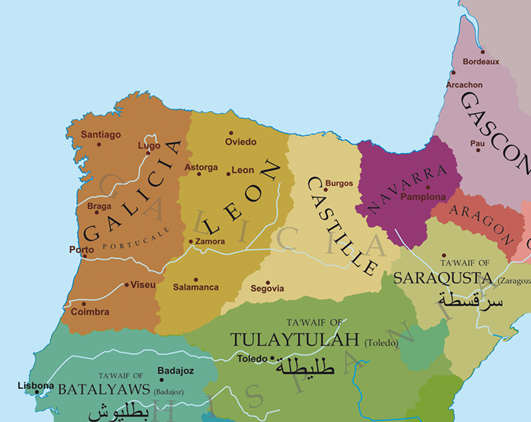 Bordeaux
Arcachon
GASCON
Pau
Santiago
Lugo
Oviedo
Astorga
Leon
GALICIA
LEON
Burgos
CASTILLE
NAVARRA
Pamplona
ARAGON
Braga
PORTUCALE
Porto
Zamora
GALICIA
Viseu
Salamanca
Segovia
Coimbra
TA'WAIF OF
SARAQUSTA (Zaragoza
سرقسطة
TA'WAIF OF
TULAYTULAH (Toledo)
Toledo
طليطلة
Lisbona
TA'WAIF OF
BATALYAWS (Badajoz)
Badajoz
بطليوش
HISPANIA